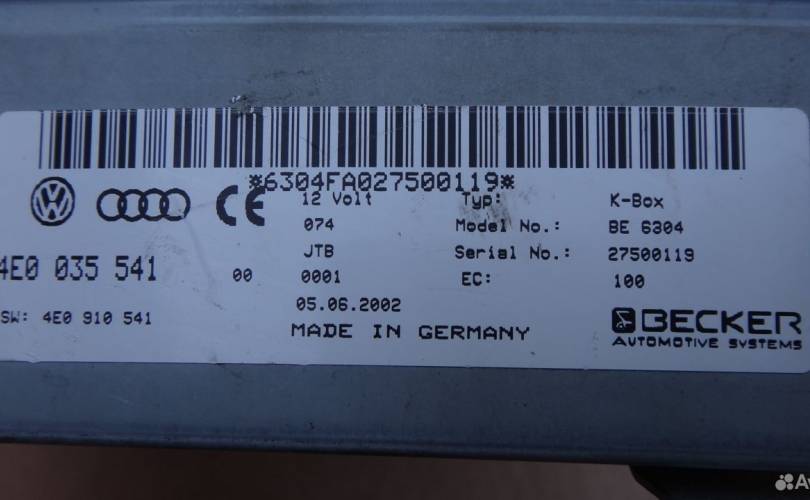 *6304FA027500119*
12 Volt Typ: K-Box
074 Model No.: BE 6304
JTB Serial No.: 27500119
4E0 035 541 00 0001 EC: 100
05.06.2002
SW: 4E0 910 541
MADE IN GERMANY
BECKER
AUTOMOTIVE SYSTEMS